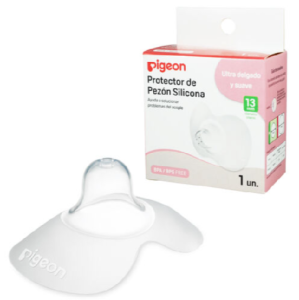 pigeon
Protector de
Pezón Silicona
Ultra delgado
y suave
13
1 un.
pigeon